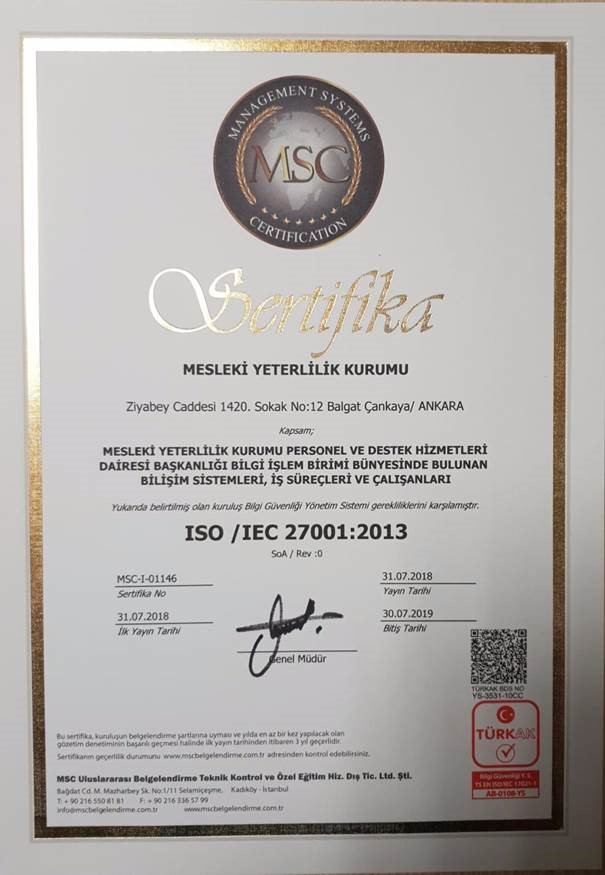 MANAGEMENT SYSTEMS
MSC
CERTIFICATION
Sertifika
MESLEKİ YETERLİLİK KURUMU
Ziyabey Caddesi 1420. Sokak No:12 Balgat Çankaya/ ANKARA
Kapsam;
MESLEKİ YETERLİLİK KURUMU PERSONEL VE DESTEK HİZMETLERİ
DAİRESİ BAŞKANLIĞI BİLGİ İŞLEM BİRİMİ BÜNYESİNDE BULUNAN
BİLİŞİM SİSTEMLERİ, İŞ SÜREÇLERİ VE ÇALIŞANLARI
Yukarıda belirtilmiş olan kuruluş Bilgi Güvenliği Yönetim Sistemi gerekliliklerini karşılamıştır.
ISO /IEC 27001:2013
SoA / Rev :0
MSC-I-01146
Sertifika No
31.07.2018
İlk Yayın Tarihi
31.07.2018
Yayın Tarihi
30.07.2019
Bitiş Tarihi
Genel Müdür
TÜRKAK BDS NO
YS-3531-10CC
TÜRKAK
Bilgi Güvenliği Y. S.
TS EN ISO/IEC 17021-1
AB-0108-YS
Bu sertifika, kuruluşun belgelendirme şartlarına uyması ve yılda en az bir kez yapılacak olan
gözetim denetiminin başarılı geçmesi halinde ilk yayın tarihinden itibaren 3 yıl geçerlidir.
Sertifikanın geçerlilik durumunu www.mscbelgelendirme.com.tr adresinden kontrol edebilirsiniz.
MSC Uluslararası Belgelendirme Teknik Kontrol ve Özel Eğitim Hiz. Dış Tic. Ltd. Şti.
Bağdat Cd. M. Mazharbey Sk. No:1/11 Selamiçeşme, Kadıköy - İstanbul
T: + 90 216 550 81 81 F: + 90 216 336 57 99
info@mscbelgelendirme.com.tr www.mscbelgelendirme.com.tr